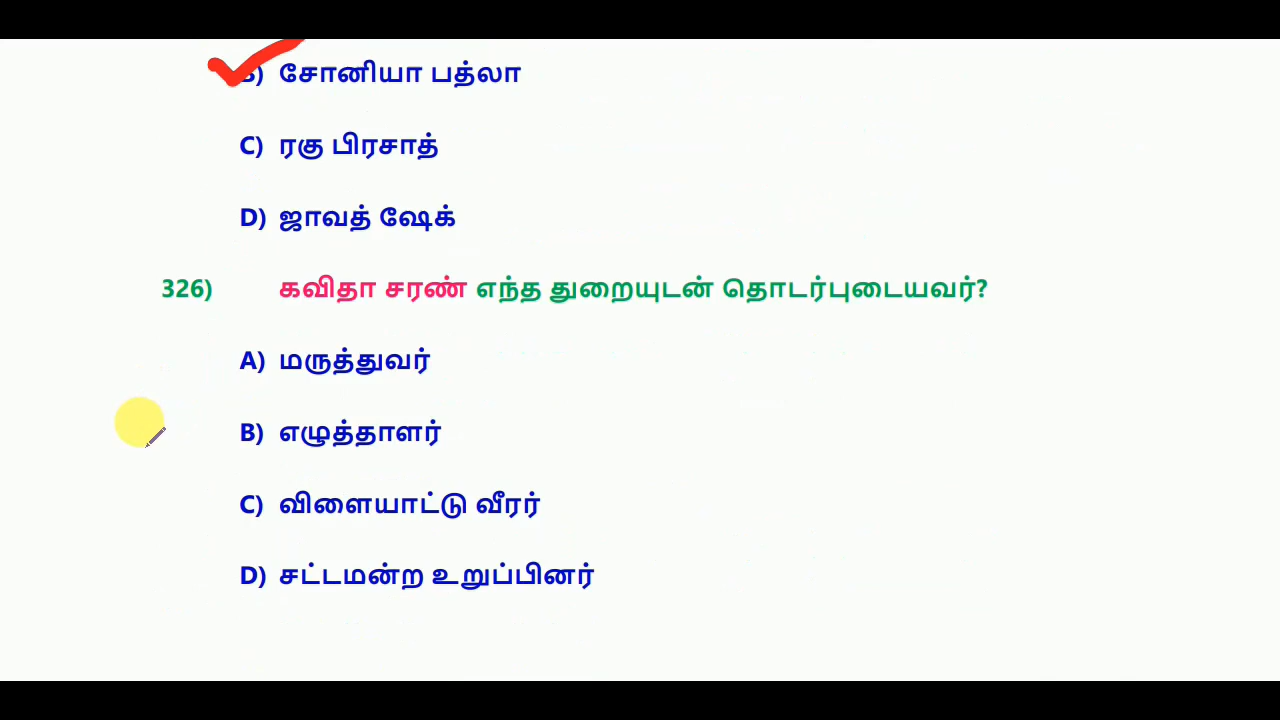 B) சோனியா பத்லா
C) ரகு பிரசாத்
D) ஜாவத் ஷேக்
326) கவிதா சரண் எந்த துறையுடன் தொடர்புடையவர்?
A) மருத்துவர்
B) எழுத்தாளர்
C) விளையாட்டு வீரர்
D) சட்டமன்ற உறுப்பினர்